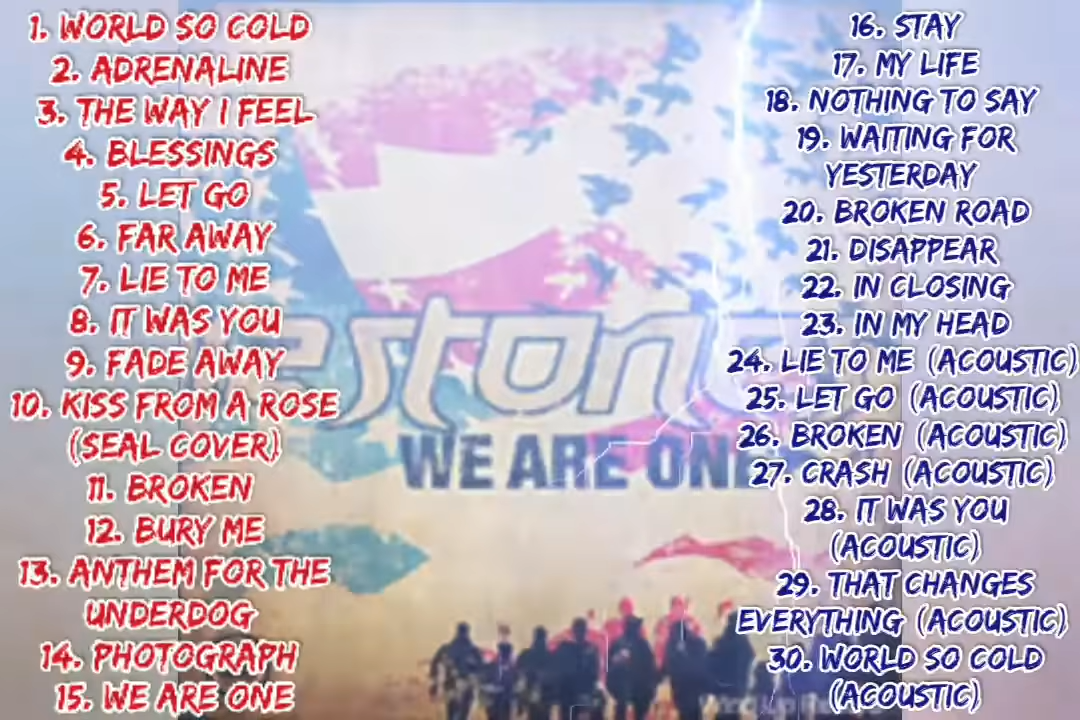 1. WORLD SO COLD
2. ADRENALINE
3. THE WAY I FEEL
4. BLESSINGS
5. LET GO
6. FAR AWAY
7. LIE TO ME
8. IT WAS YOU
9. FADE AWAY
10. KISS FROM A ROSE
(SEAL COVER)
11. BROKEN
12. BURY ME
13. ANTHEM FOR THE
UNDERDOG
14. PHOTOGRAPH
15. WE ARE ONE
estone
WE ARE ONE
16. STAY
17. MY LIFE
18. NOTHING TO SAY
19. WAITING FOR
YESTERDAY
20. BROKEN ROAD
21. DISAPPEAR
22. IN CLOSING
23. IN MY HEAD
24. LIE TO ME (ACOUSTIC)
25. LET GO (ACOUSTIC)
26. BROKEN (ACOUSTIC)
27. CRASH (ACOUSTIC)
28. IT WAS YOU
(ACOUSTIC)
29. THAT CHANGES
EVERYTHING (ACOUSTIC)
30. WORLD SO COLD
(ACOUSTIC)